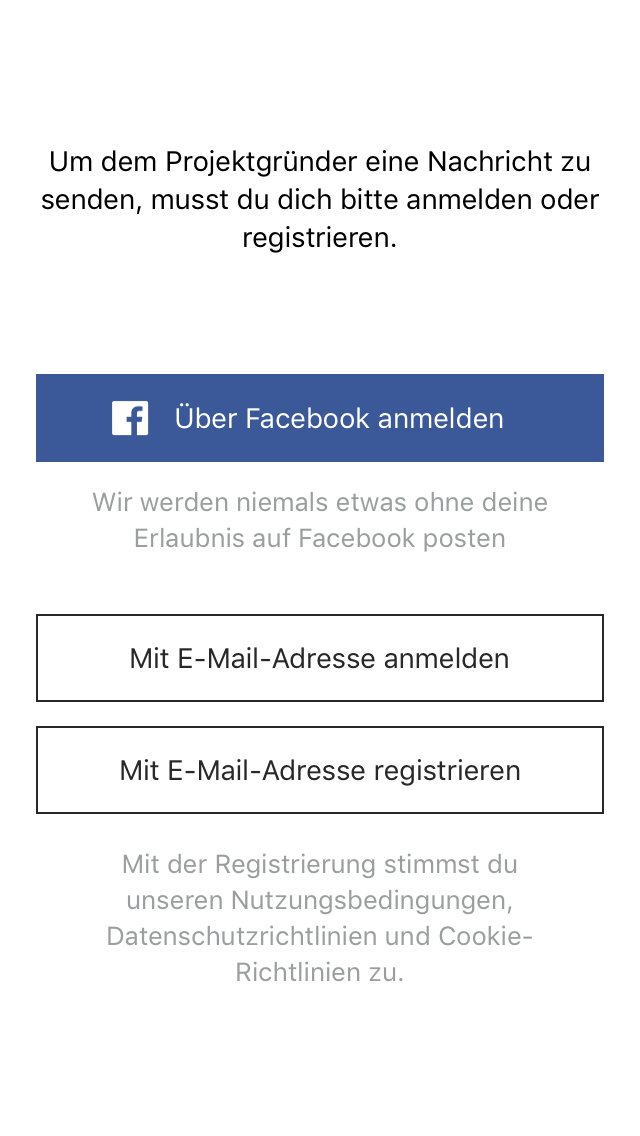 Um dem Projektgründer eine Nachricht zu
senden, musst du dich bitte anmelden oder
registrieren.
Über Facebook anmelden
Wir werden niemals etwas ohne deine
Erlaubnis auf Facebook posten
Mit E-Mail-Adresse anmelden
Mit E-Mail-Adresse registrieren
Mit der Registrierung stimmst du
unseren Nutzungsbedingungen,
Datenschutzrichtlinien und Cookie-
Richtlinien zu.